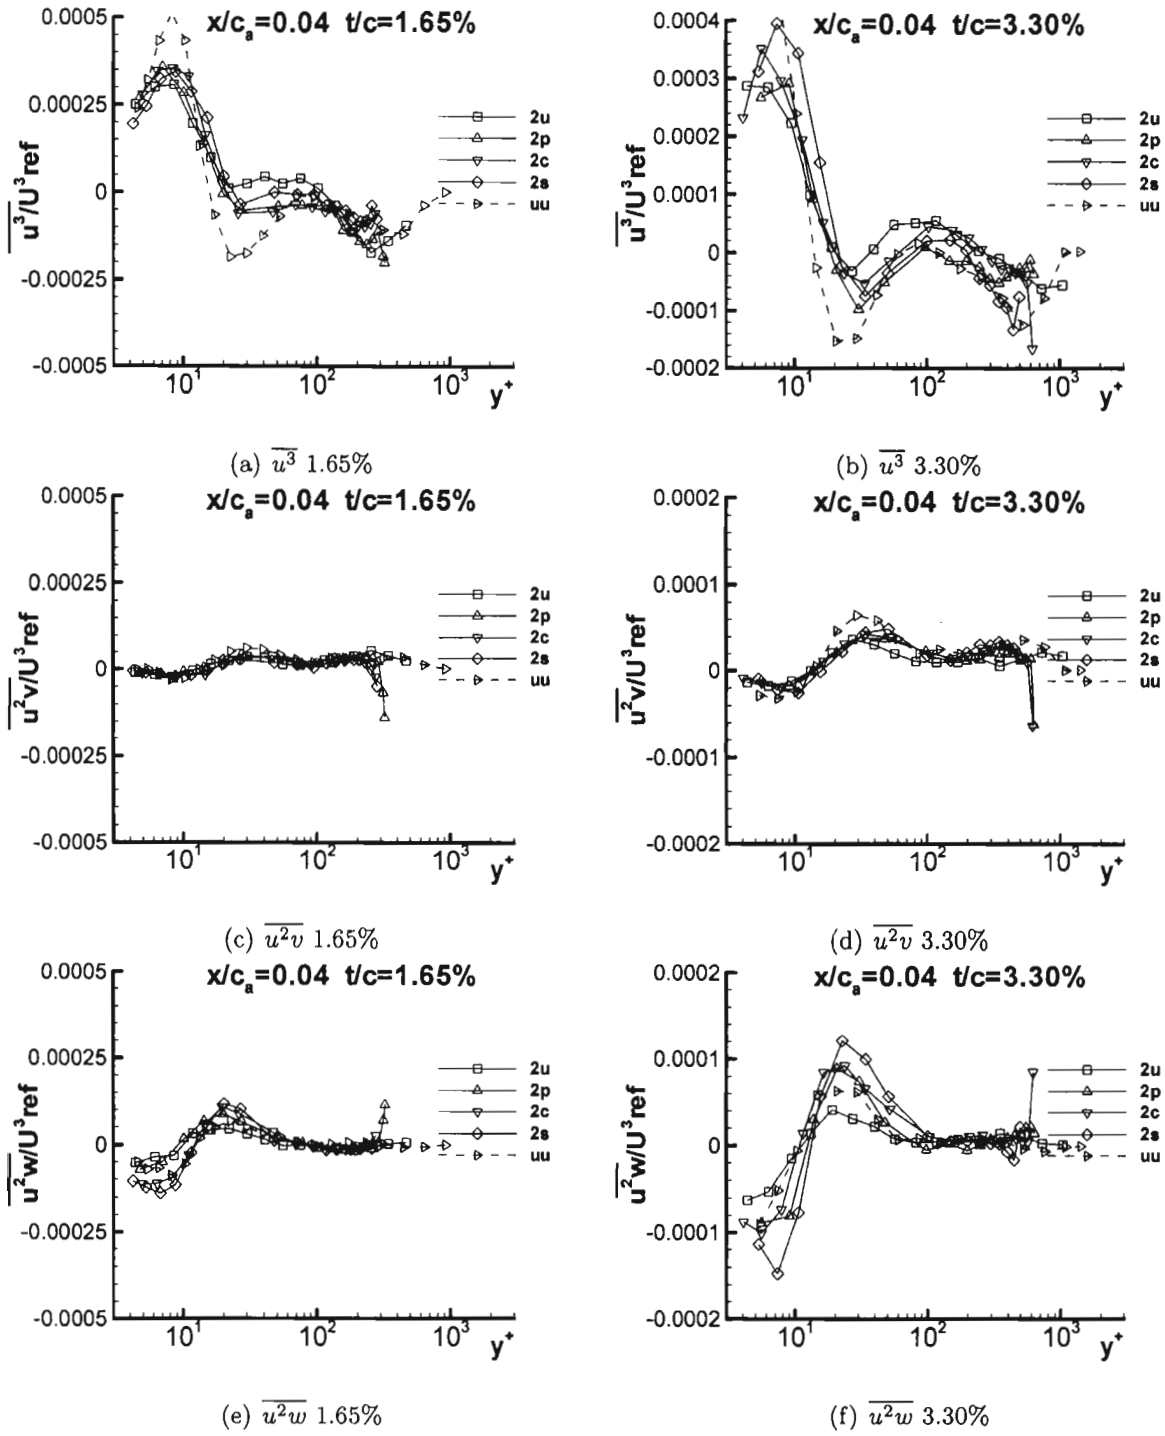 x/ca=0.04 t/c=1.65%
0.0005
0.00025
0
-0.00025
-0.0005
u³/U³ref
10¹ 10² 10³
y⁺
2u
2p
2c
2s
uu
(a) u³ 1.65%
x/ca=0.04 t/c=3.30%
0.0004
0.0003
0.0002
0.0001
0
-0.0001
-0.0002
u³/U³ref
10¹ 10² 10³
y⁺
2u
2p
2c
2s
uu
(b) u³ 3.30%
x/ca=0.04 t/c=1.65%
0.0005
0.00025
0
-0.00025
-0.0005
u²v/U³ref
10¹ 10² 10³
y⁺
2u
2p
2c
2s
uu
(c) u²v 1.65%
x/ca=0.04 t/c=3.30%
0.0002
0.0001
0
-0.0001
-0.0002
u²v/U³ref
10¹ 10² 10³
y⁺
2u
2p
2c
2s
uu
(d) u²v 3.30%
x/ca=0.04 t/c=1.65%
0.0005
0.00025
0
-0.00025
-0.0005
u²w/U³ref
10¹ 10² 10³
y⁺
2u
2p
2c
2s
uu
(e) u²w 1.65%
x/ca=0.04 t/c=3.30%
0.0002
0.0001
0
-0.0001
-0.0002
u²w/U³ref
10¹ 10² 10³
y⁺
2u
2p
2c
2s
uu
(f) u²w 3.30%